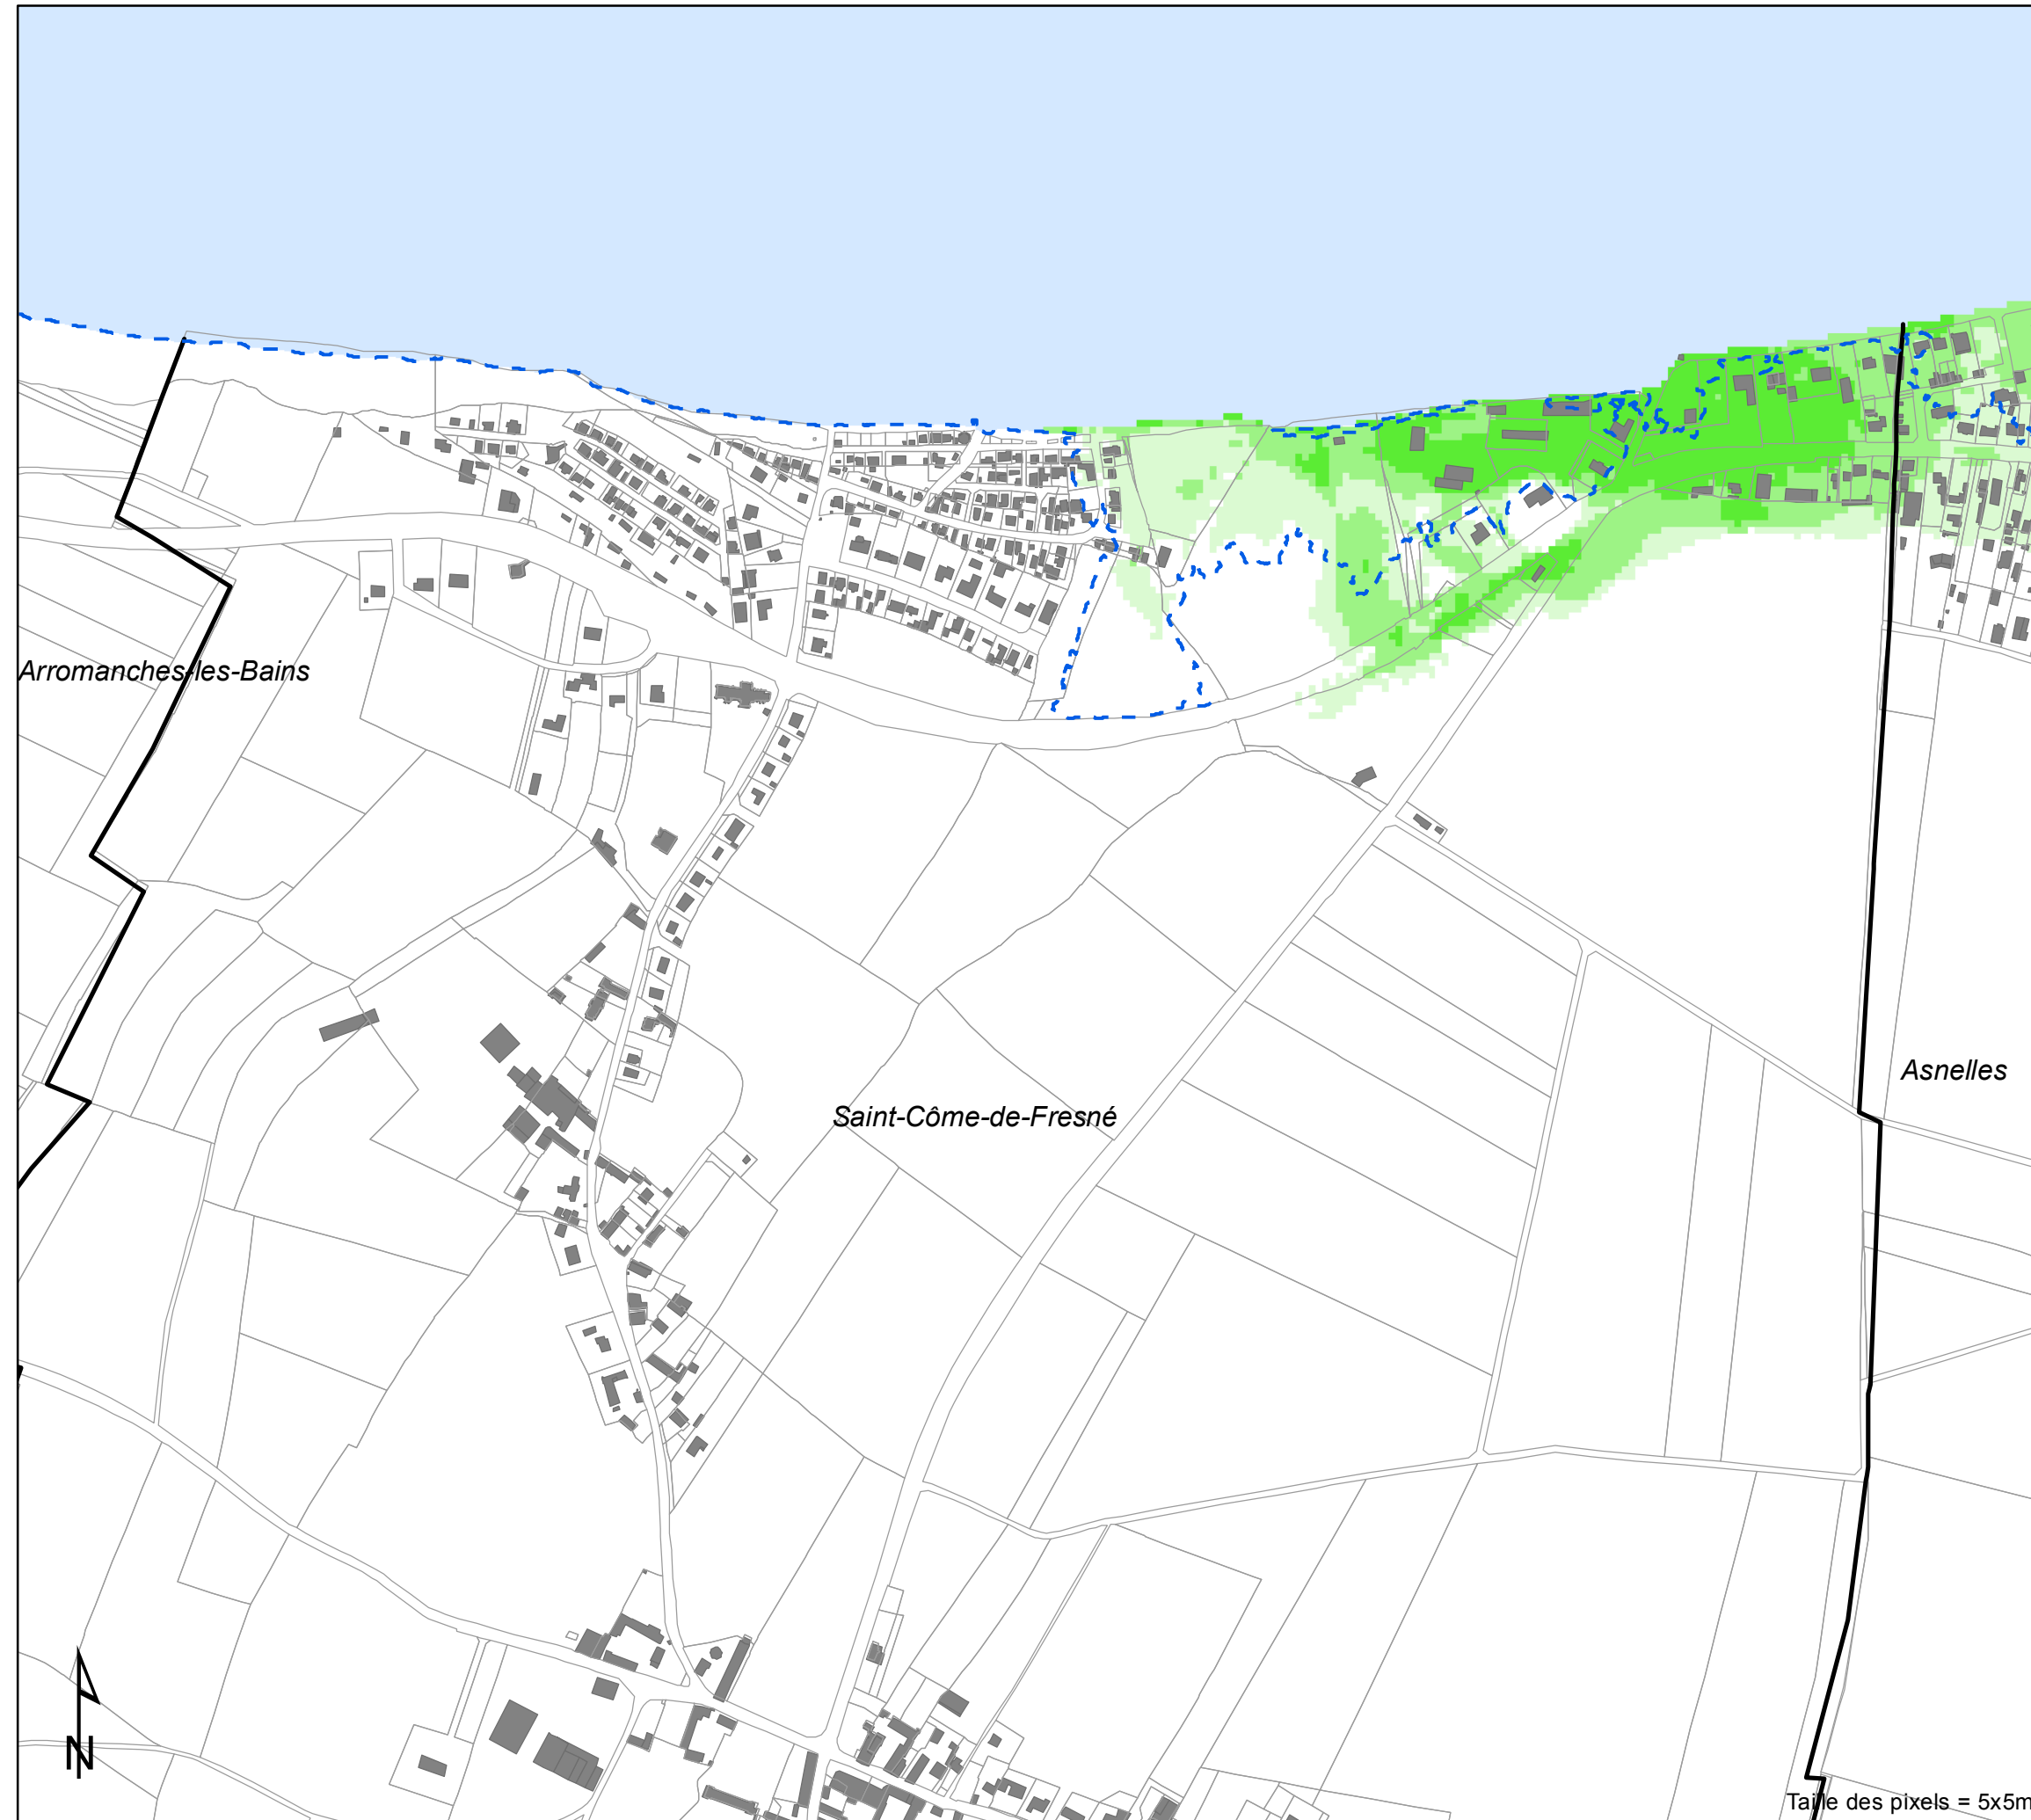 Arromanches-les-Bains
Asnelles
Saint-Côme-de-Fresné
N
Taille des pixels = 5x5m